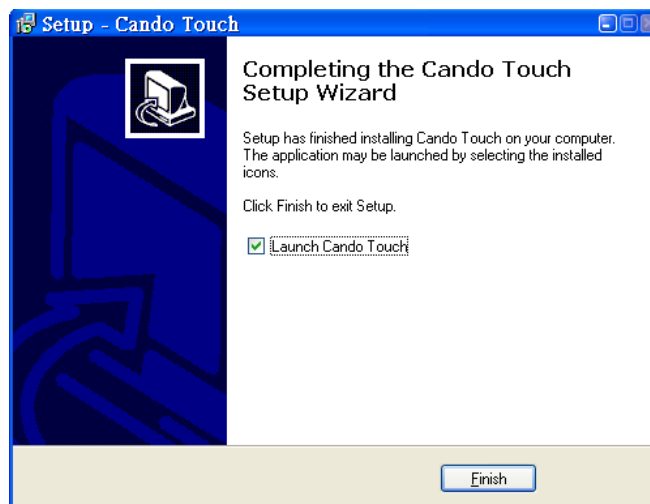 Setup - Cando Touch
Completing the Cando Touch
Setup Wizard
Setup has finished installing Cando Touch on your computer.
The application may be launched by selecting the installed
icons.
Click Finish to exit Setup.
Launch Cando Touch
Finish